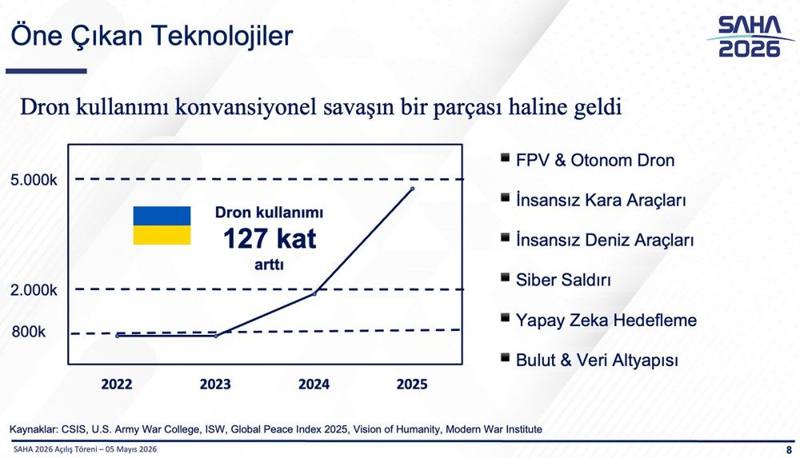 Öne Çıkan Teknolojiler
SAHA
2026
Dron kullanımı konvansiyonel savaşın bir parçası haline geldi
5.000k
2.000k
800k
Dron kullanımı
127 kat
arttı
2022
2023
2024
2025
FPV & Otonom Dron
İnsansız Kara Araçları
İnsansız Deniz Araçları
Siber Saldırı
Yapay Zeka Hedefleme
Bulut & Veri Altyapısı
Kaynaklar: CSIS, U.S. Army War College, ISW, Global Peace Index 2025, Vision of Humanity, Modern War Institute
SAHA 2026 Açılış Töreni – 05 Mayıs 2026
8